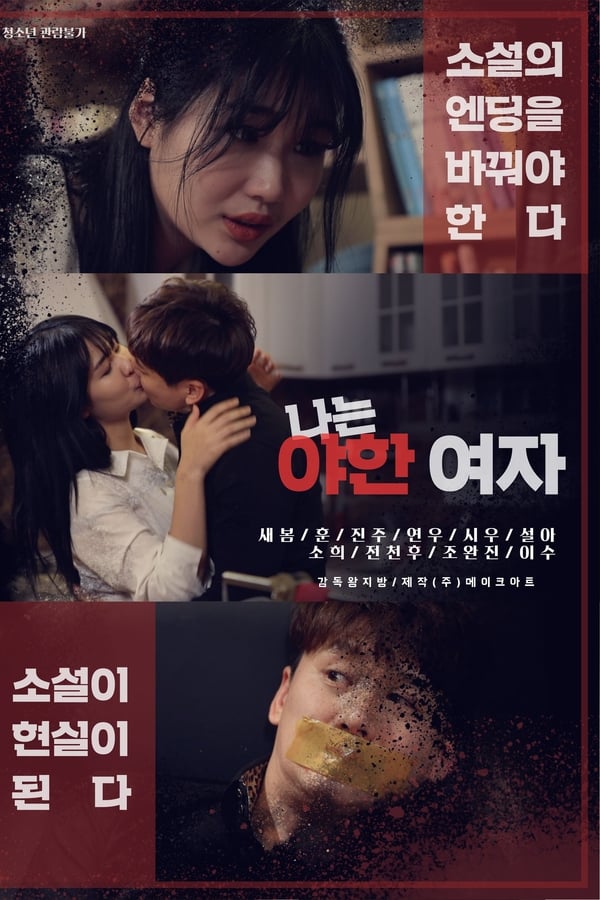 청소년 관람불가
소설의
엔딩을
바꿔야
한 다
나는
야한 여자
새봄/훈/진주/연우/시우/설아
소희/전천후/조완진/이수
감독왕지방/제작(주)메이크아트
소설이
현실이
된 다